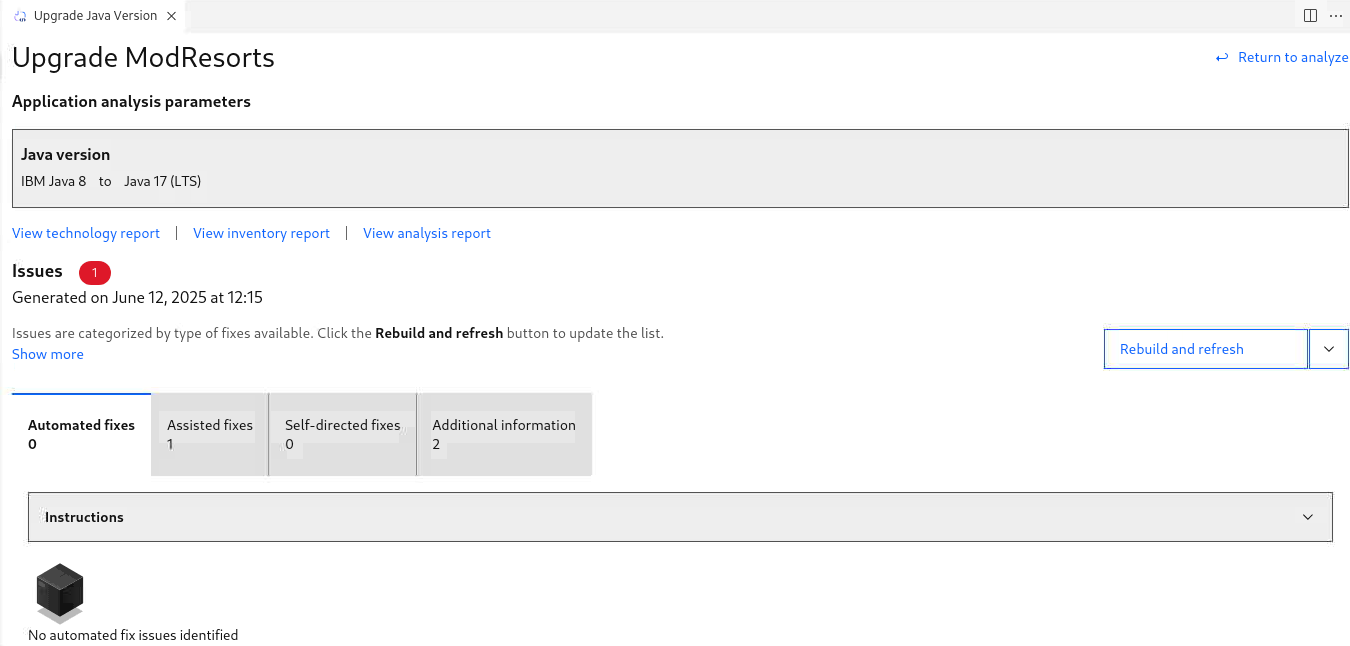 Upgrade Java Version
Upgrade ModResorts
Return to analyze
Application analysis parameters
Java version
IBM Java 8 to Java 17 (LTS)
View technology report | View inventory report | View analysis report
Issues 1
Generated on June 12, 2025 at 12:15
Issues are categorized by type of fixes available. Click the Rebuild and refresh button to update the list.
Show more
Rebuild and refresh
Automated fixes
0
Assisted fixes
1
Self-directed fixes
0
Additional information
2
Instructions
No automated fix issues identified